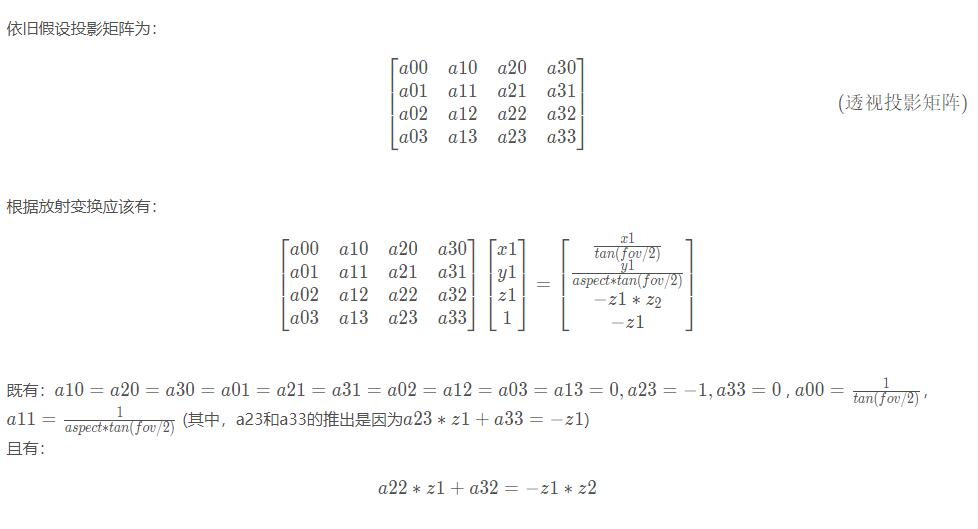 依旧假设投影矩阵为：
a00 a10 a20 a30
a01 a11 a21 a31
a02 a12 a22 a32
a03 a13 a23 a33
(透视投影矩阵)
根据放射变换应该有：
[a00 a10 a20 a30] [x1] = [x1/tan(fov/2)]
[a01 a11 a21 a31] [y1] [y1/aspect*tan(fov/2)]
[a02 a12 a22 a32] [z1] [-z1 * z₂]
[a03 a13 a23 a33] [1] [-z1]
既有：a10 = a20 = a30 = a01 = a21 = a31 = a02 = a12 = a03 = a13 = 0, a23 = -1, a33 = 0 , a00 = 1/tan(fov/2) ,
a11 = 1/aspect*tan(fov/2) (其中，a23和a33的推出是因为a23 * z1 + a33 = -z1)
且有：
a22 * z1 + a32 = -z1 * z2